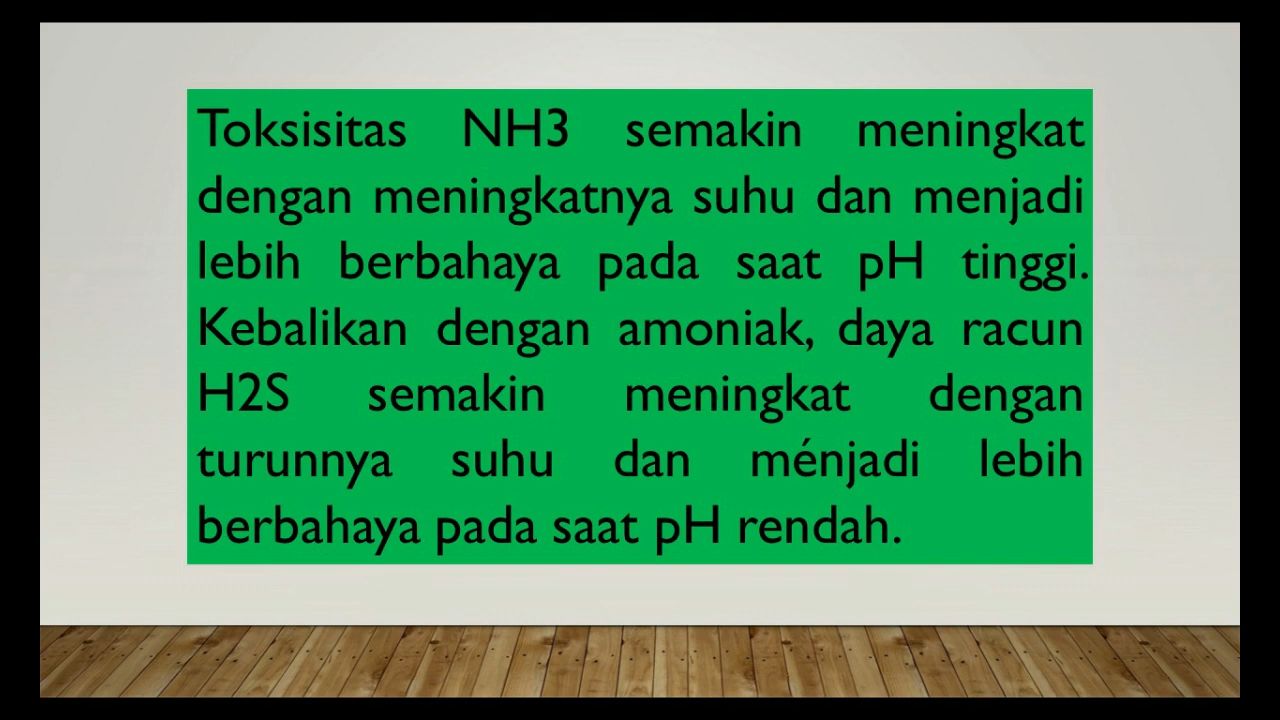 Toksisitas NH3 semakin meningkat
dengan meningkatnya suhu dan menjadi
lebih berbahaya pada saat pH tinggi.
Kebalikan dengan amoniak, daya racun
H2S semakin meningkat dengan
turunnya suhu dan ménjadi lebih
berbahaya pada saat pH rendah.